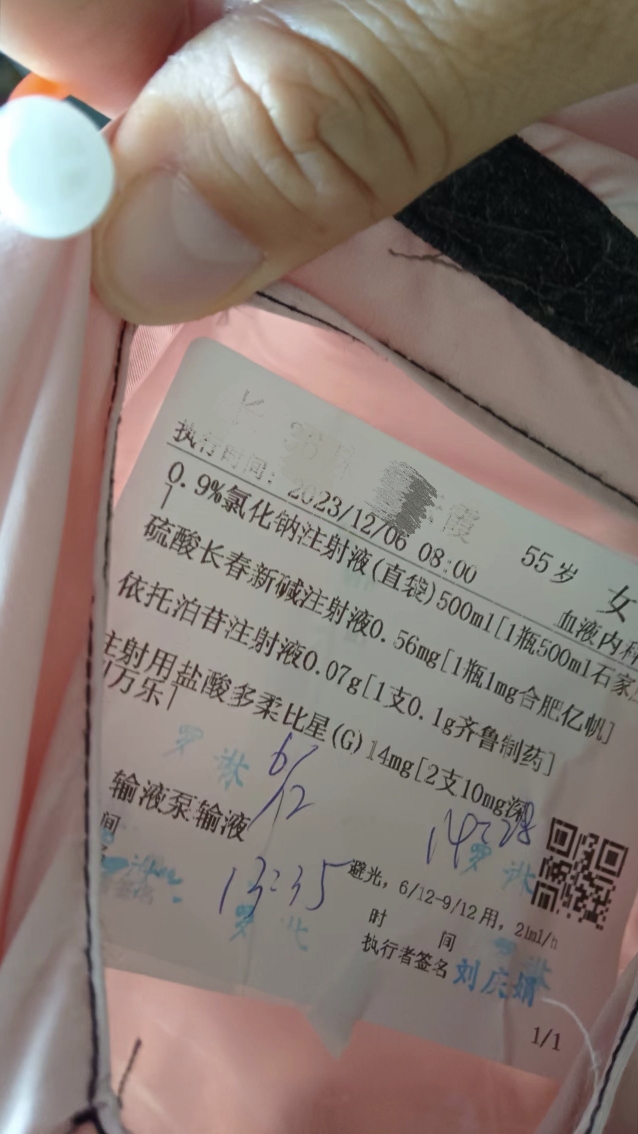 霞 55岁 女
执行时间: 2023/12/06 08:00 血液内科
0.9%氯化钠注射液(直袋)500ml[1瓶500ml石家
硫酸长春新碱注射液0.56mg[1瓶1mg合肥亿帆]
依托泊苷注射液0.07g[1支0.1g齐鲁制药]
注射用盐酸多柔比星(G)14mg[2支10mg深
圳万乐]
6/12
输液泵输液
14:28
13:35
避光, 6/12-9/12用, 21ml/h
时 间
间
执行者签名
1/1